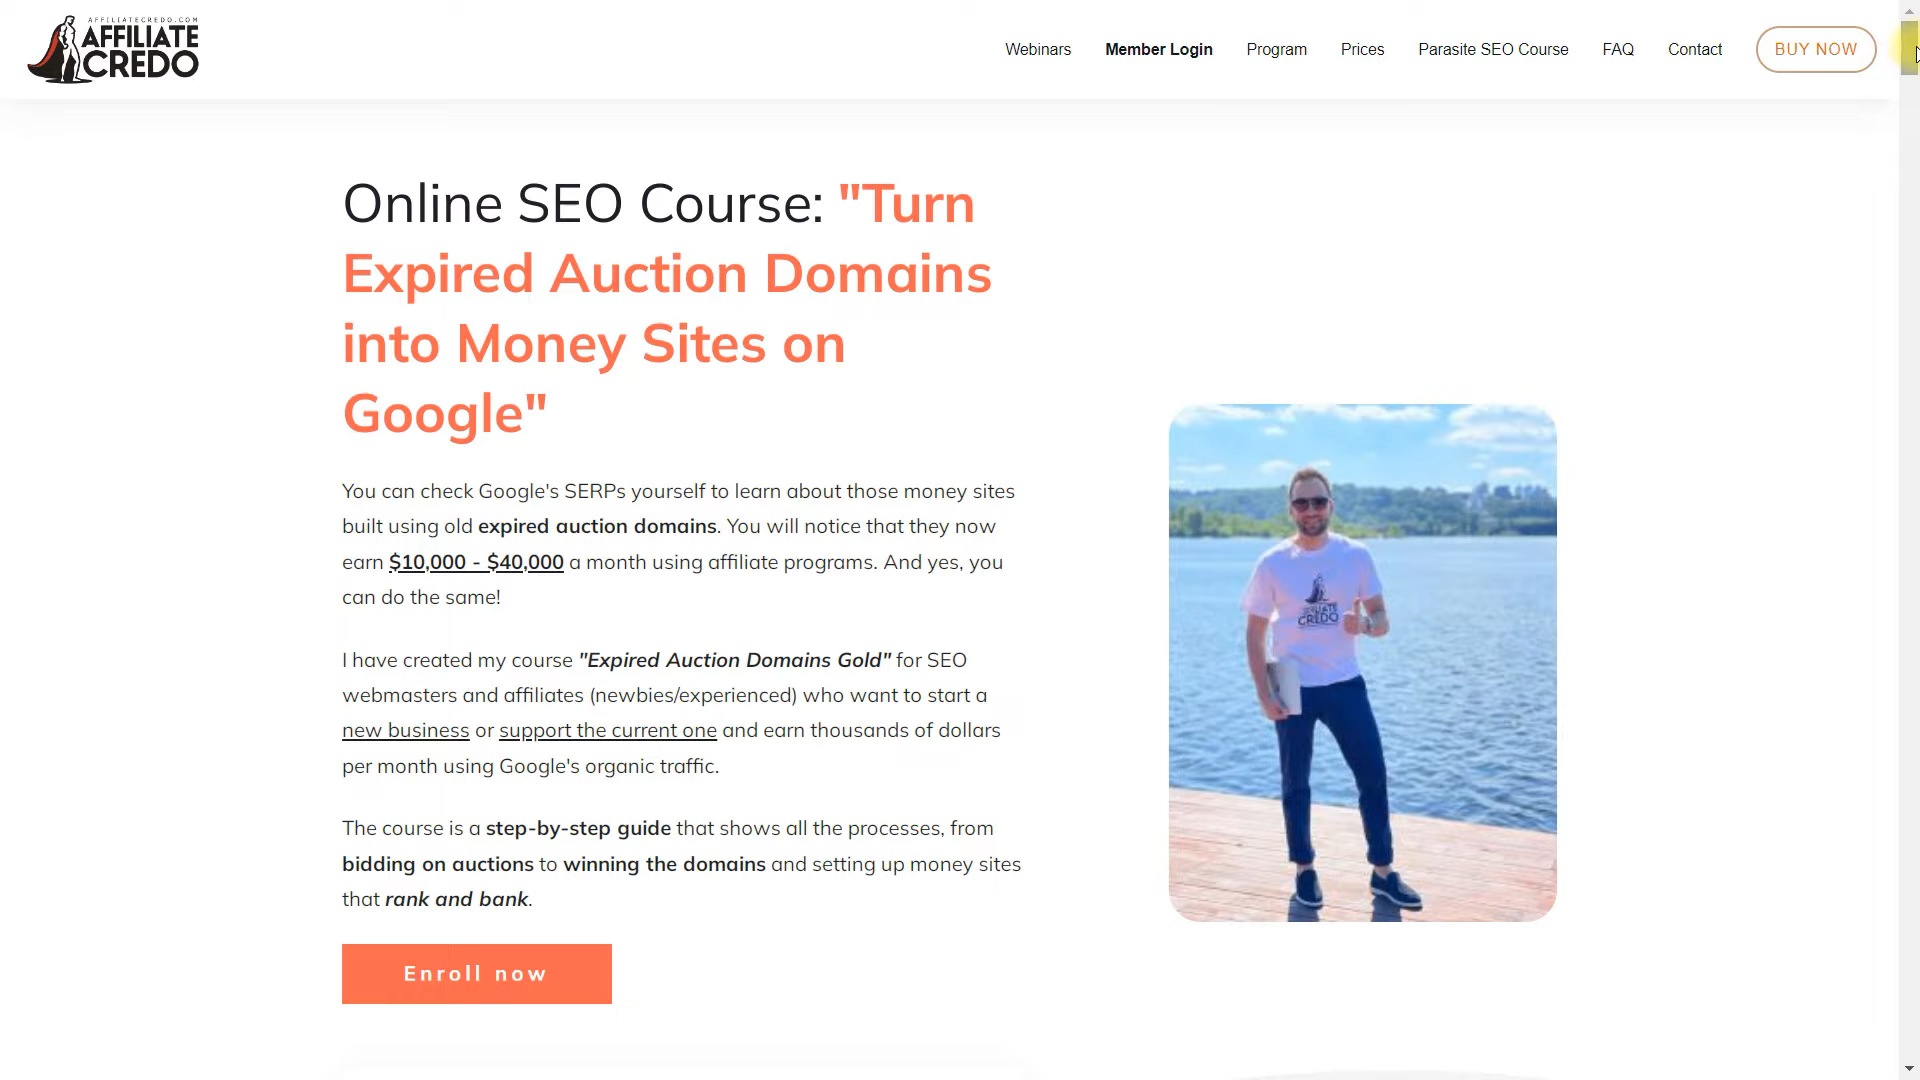 AFFILIATECREDO.COM
AFFILIATE
CREDO
Webinars
Member Login
Program
Prices
Parasite SEO Course
FAQ
Contact
BUY NOW
Online SEO Course: "Turn
Expired Auction Domains
into Money Sites on
Google"
You can check Google's SERPs yourself to learn about those money sites
built using old expired auction domains. You will notice that they now
earn $10,000 - $40,000 a month using affiliate programs. And yes, you
can do the same!
I have created my course "Expired Auction Domains Gold" for SEO
webmasters and affiliates (newbies/experienced) who want to start a
new business or support the current one and earn thousands of dollars
per month using Google's organic traffic.
The course is a step-by-step guide that shows all the processes, from
bidding on auctions to winning the domains and setting up money sites
that rank and bank.
Enroll now
AFFILIATE
CREDO